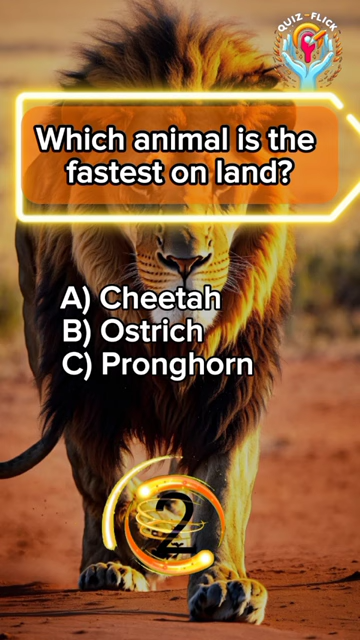 QUIZ-FLICK
Which animal is the
fastest on land?
A) Cheetah
B) Ostrich
C) Pronghorn
2